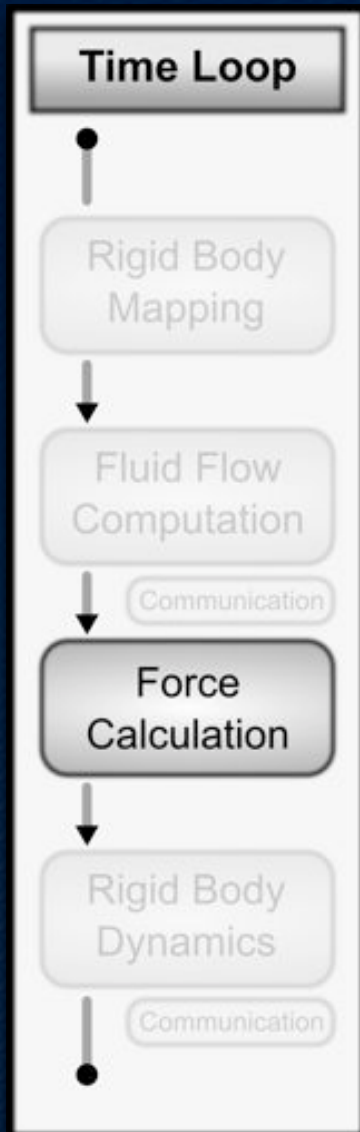 Time Loop
Rigid Body
Mapping
Fluid Flow
Computation
Communication
Force
Calculation
Rigid Body
Dynamics
Communication